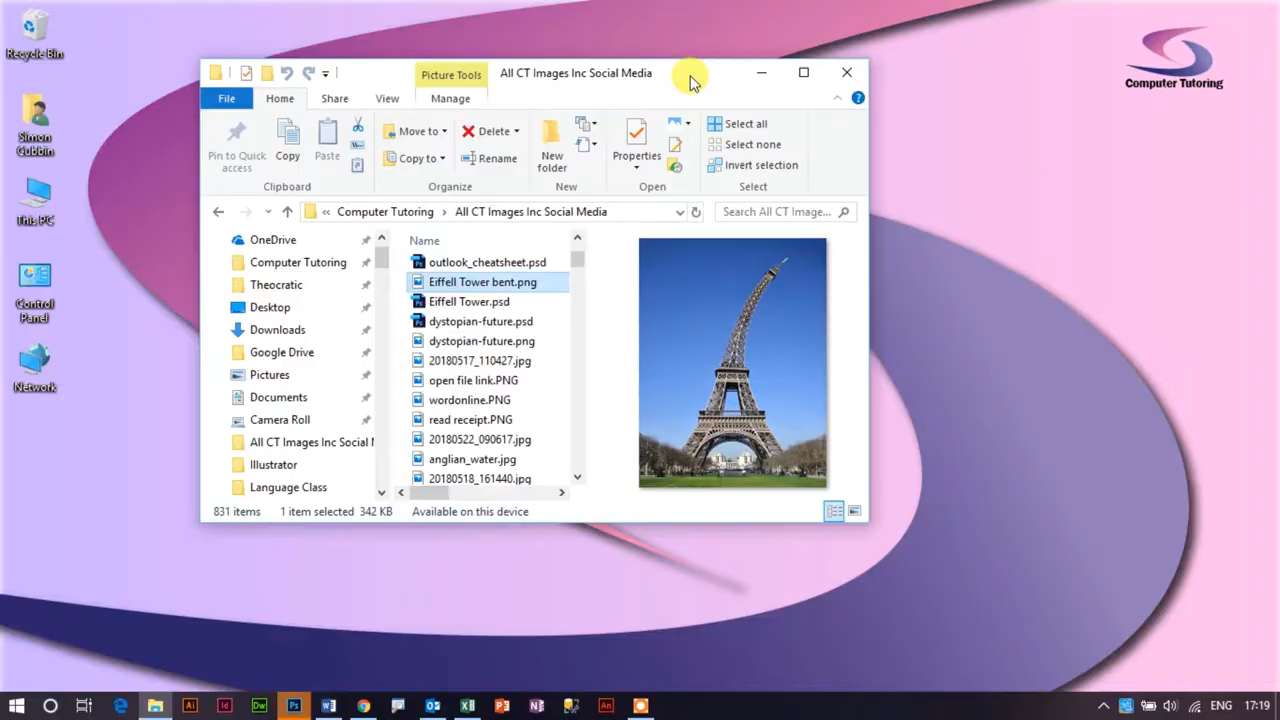 Recycle Bin
Simon Gubbin
This PC
Control Panel
Network
Computer Tutoring
Picture Tools
All CT Images Inc Social Media
File
Home
Share
View
Manage
Pin to Quick access
Copy
Paste
Clipboard
Move to
Copy to
Delete
Rename
Organize
New folder
New
Properties
Open
Select all
Select none
Invert selection
Select
« Computer Tutoring › All CT Images Inc Social Media
Search All CT Image...
OneDrive
Computer Tutoring
Theocratic
Desktop
Downloads
Google Drive
Pictures
Documents
Camera Roll
All CT Images Inc Social
Illustrator
Language Class
Name
outlook_cheatsheet.psd
Eiffell Tower bent.png
Eiffell Tower.psd
dystopian-future.psd
dystopian-future.png
20180517_110427.jpg
open file link.PNG
wordonline.PNG
read receipt.PNG
20180522_090617.jpg
anglian_water.jpg
20180518_161440.jpg
831 items
1 item selected 342 KB
Available on this device
Ai
Id
Dw
Ps
An
ENG
17:19